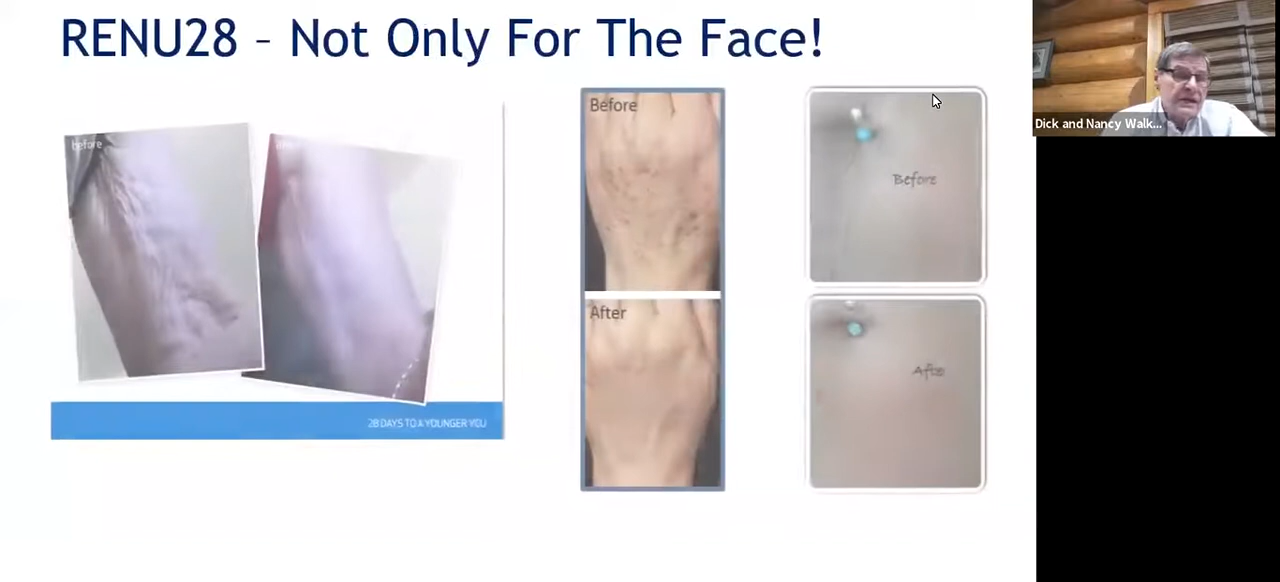 RENU28 – Not Only For The Face!
before
Before
After
Before
After
28 DAYS TO A YOUNGER YOU
Dick and Nancy Walk...